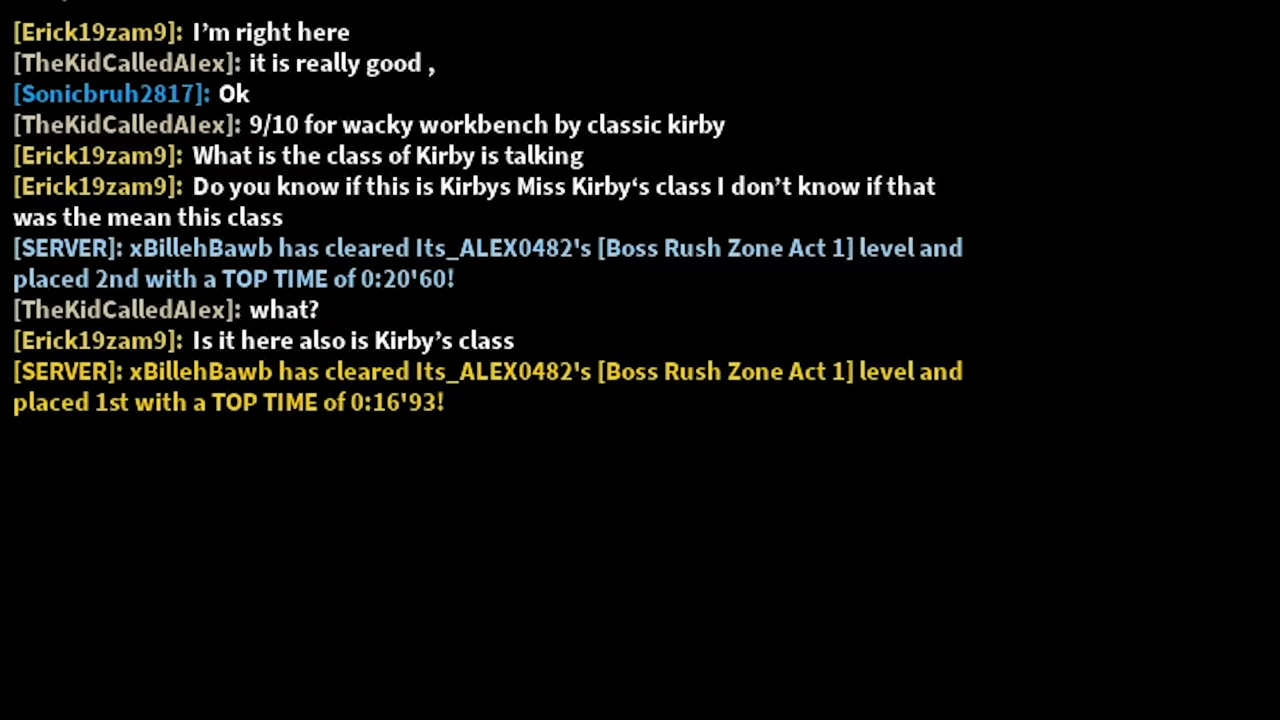 [Erick19zam9]: I’m right here
[TheKidCalledAlex]: it is really good ,
[Sonicbruh2817]: Ok
[TheKidCalledAlex]: 9/10 for wacky workbench by classic kirby
[Erick19zam9]: What is the class of Kirby is talking
[Erick19zam9]: Do you know if this is Kirbys Miss Kirby‘s class I don’t know if that
was the mean this class
[SERVER]: xBillehBawb has cleared Its_ALEX0482's [Boss Rush Zone Act 1] level and
placed 2nd with a TOP TIME of 0:20'60!
[TheKidCalledAlex]: what?
[Erick19zam9]: Is it here also is Kirby’s class
[SERVER]: xBillehBawb has cleared Its_ALEX0482's [Boss Rush Zone Act 1] level and
placed 1st with a TOP TIME of 0:16'93!